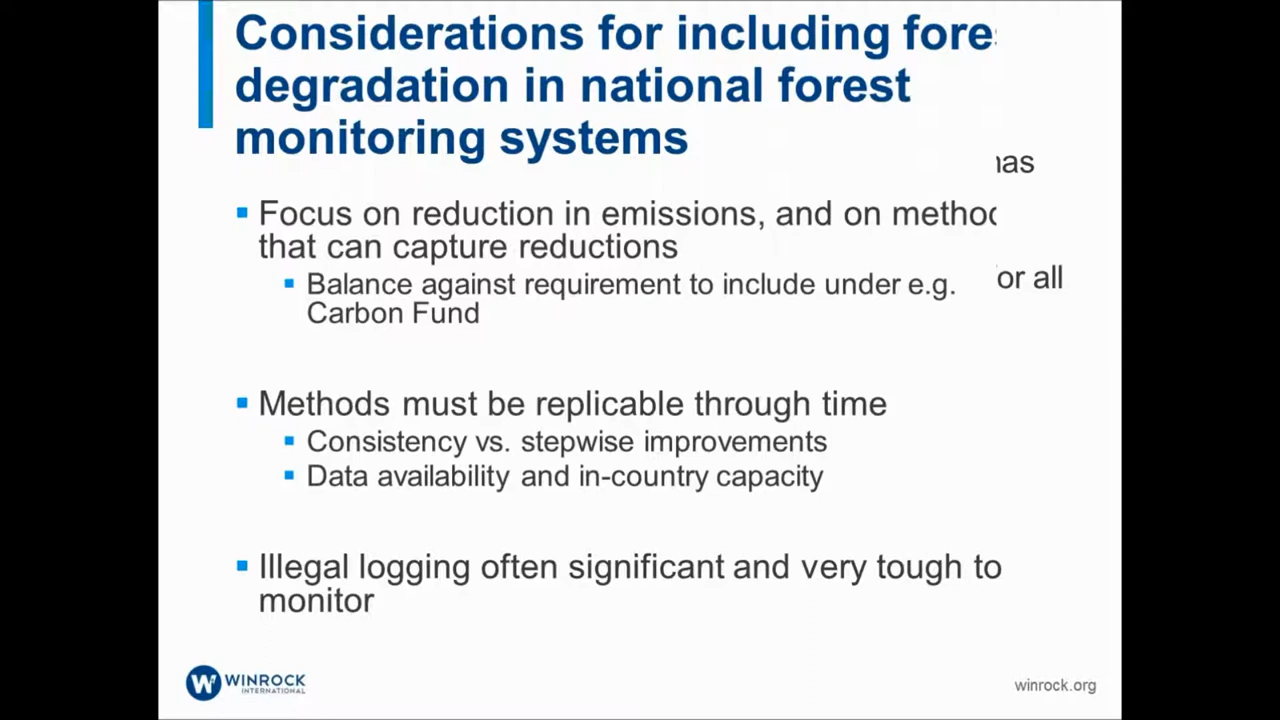 Considerations for including fore
degradation in national forest
monitoring systems
has
Focus on reduction in emissions, and on method
that can capture reductions
Balance against requirement to include under e.g.
or all
Carbon Fund
Methods must be replicable through time
Consistency vs. stepwise improvements
Data availability and in-country capacity
Illegal logging often significant and very tough to
monitor
W WINROCK
INTERNATIONAL
winrock.org